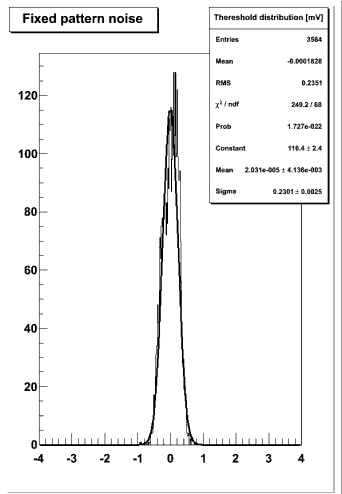 Fixed pattern noise
Thereshold distribution [mV]
Entries 3584
Mean -0.0001828
RMS 0.2351
χ² / ndf 249.2 / 68
Prob 1.727e-022
Constant 116.4 ± 2.4
Mean 2.031e-005 ± 4.136e-003
Sigma 0.2301 ± 0.0025
120
100
80
60
40
20
0
-4 -3 -2 -1 0 1 2 3 4